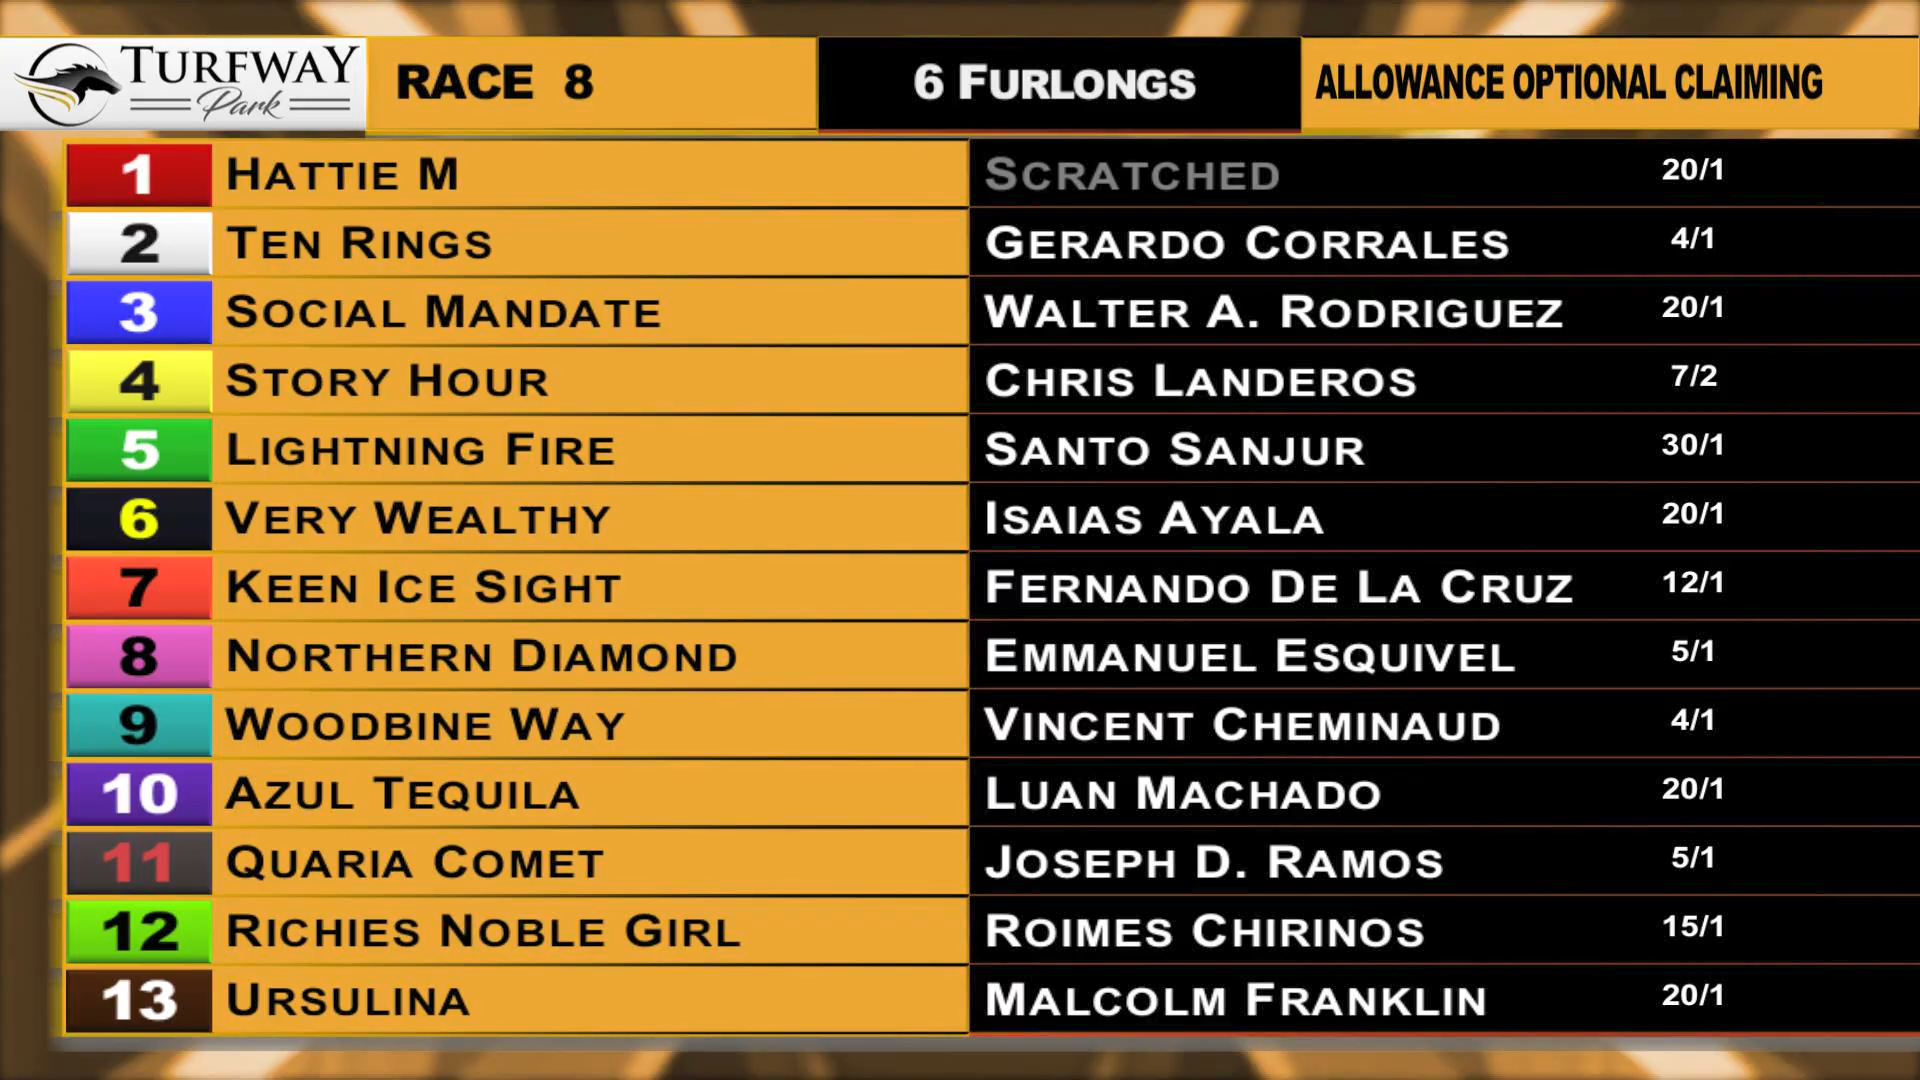 TURFWAY Park RACE 8 6 FURLONGS ALLOWANCE OPTIONAL CLAIMING
1 HATTIE M SCRATCHED 20/1
2 TEN RINGS GERARDO CORRALES 4/1
3 SOCIAL MANDATE WALTER A. RODRIGUEZ 20/1
4 STORY HOUR CHRIS LANDEROS 7/2
5 LIGHTNING FIRE SANTO SANJUR 30/1
6 VERY WEALTHY ISAIAS AYALA 20/1
7 KEEN ICE SIGHT FERNANDO DE LA CRUZ 12/1
8 NORTHERN DIAMOND EMMANUEL ESQUIVEL 5/1
9 WOODBINE WAY VINCENT CHEMINAUD 4/1
10 AZUL TEQUILA LUAN MACHADO 20/1
11 QUARIA COMET JOSEPH D. RAMOS 5/1
12 RICHIES NOBLE GIRL ROIMES CHIRINOS 15/1
13 URSULINA MALCOLM FRANKLIN 20/1